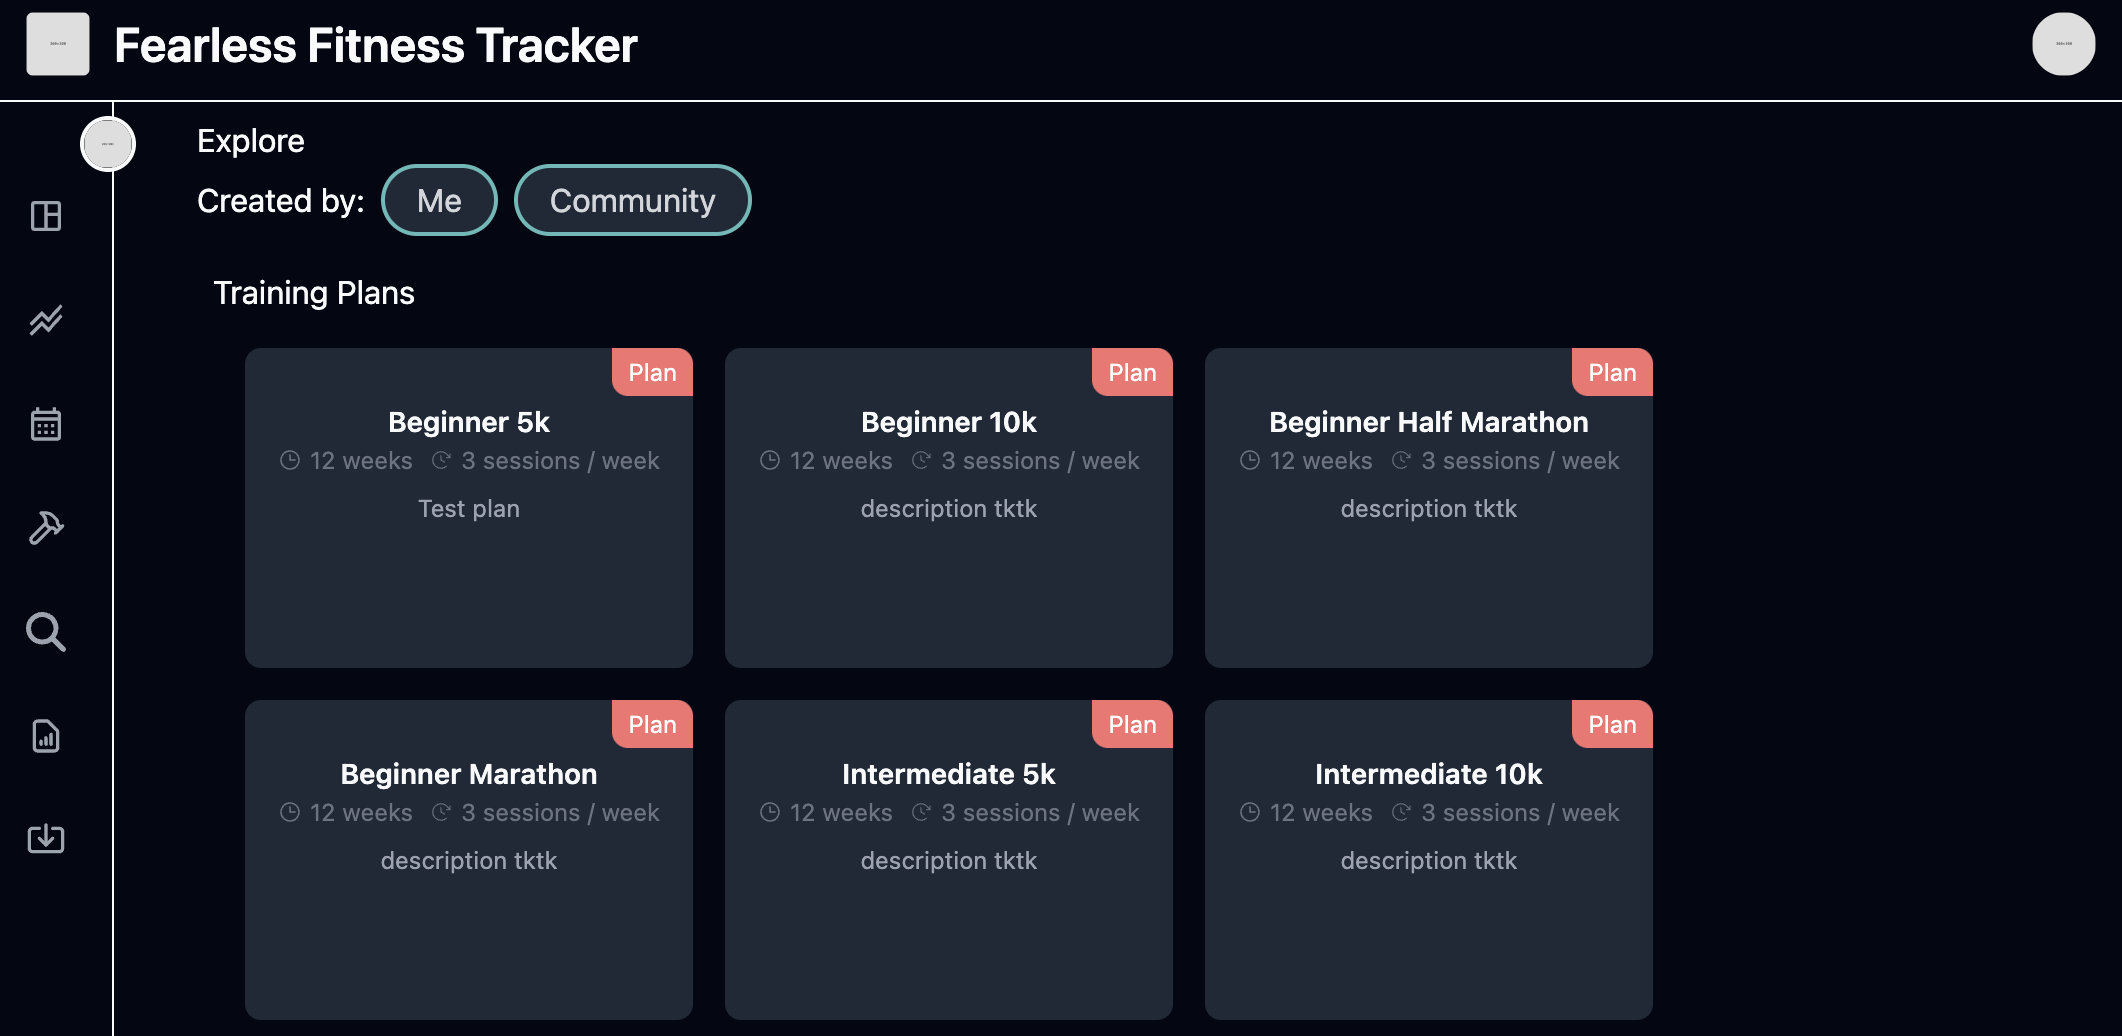 Fearless Fitness Tracker
Explore
Created by: Me Community
Training Plans
Plan
Beginner 5k
12 weeks 3 sessions / week
Test plan
Plan
Beginner 10k
12 weeks 3 sessions / week
description tktk
Plan
Beginner Half Marathon
12 weeks 3 sessions / week
description tktk
Plan
Beginner Marathon
12 weeks 3 sessions / week
description tktk
Plan
Intermediate 5k
12 weeks 3 sessions / week
description tktk
Plan
Intermediate 10k
12 weeks 3 sessions / week
description tktk